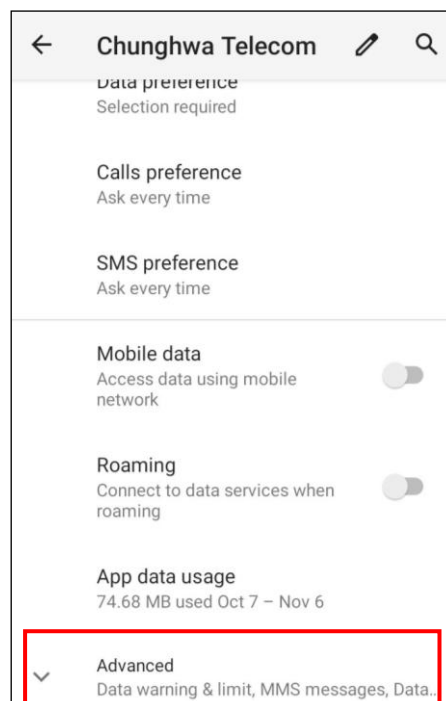 Chunghwa Telecom
Data preference
Selection required
Calls preference
Ask every time
SMS preference
Ask every time
Mobile data
Access data using mobile
network
Roaming
Connect to data services when
roaming
App data usage
74.68 MB used Oct 7 – Nov 6
Advanced
Data warning & limit, MMS messages, Data..